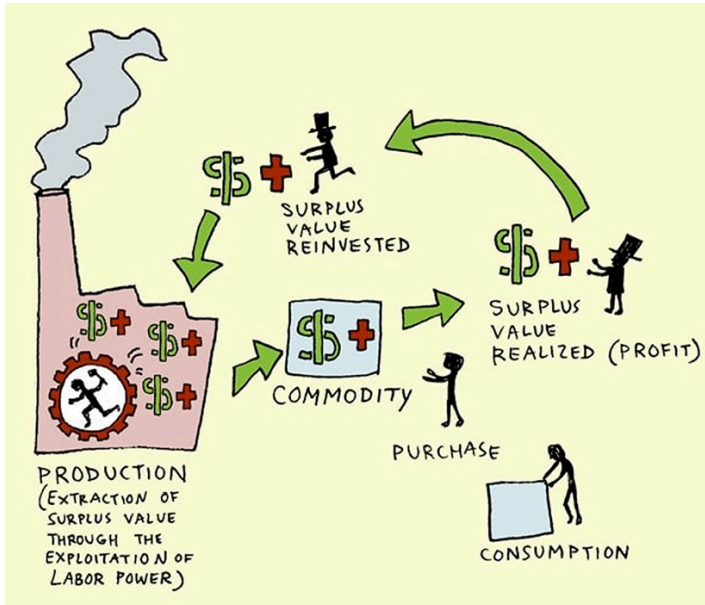 SURPLUS
VALUE
REINVESTED
$+
$+
SURPLUS
VALUE
REALIZED (PROFIT)
$+
$+
$+
$+
COMMODITY
PURCHASE
PRODUCTION
(EXTRACTION OF
SURPLUS VALUE
THROUGH THE
EXPLOITATION OF
LABOR POWER)
CONSUMPTION